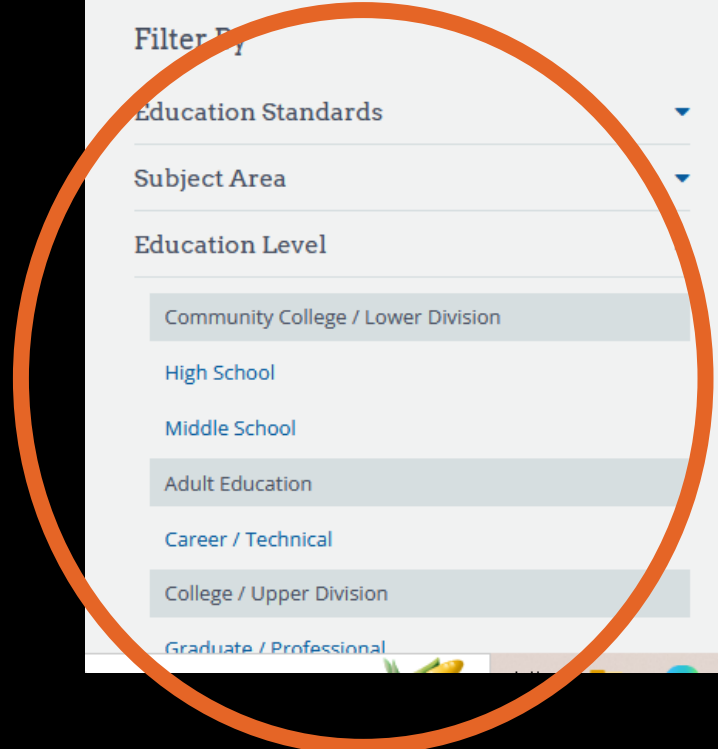 Filter By
Education Standards
Subject Area
Education Level
Community College / Lower Division
High School
Middle School
Adult Education
Career / Technical
College / Upper Division
Graduate / Professional